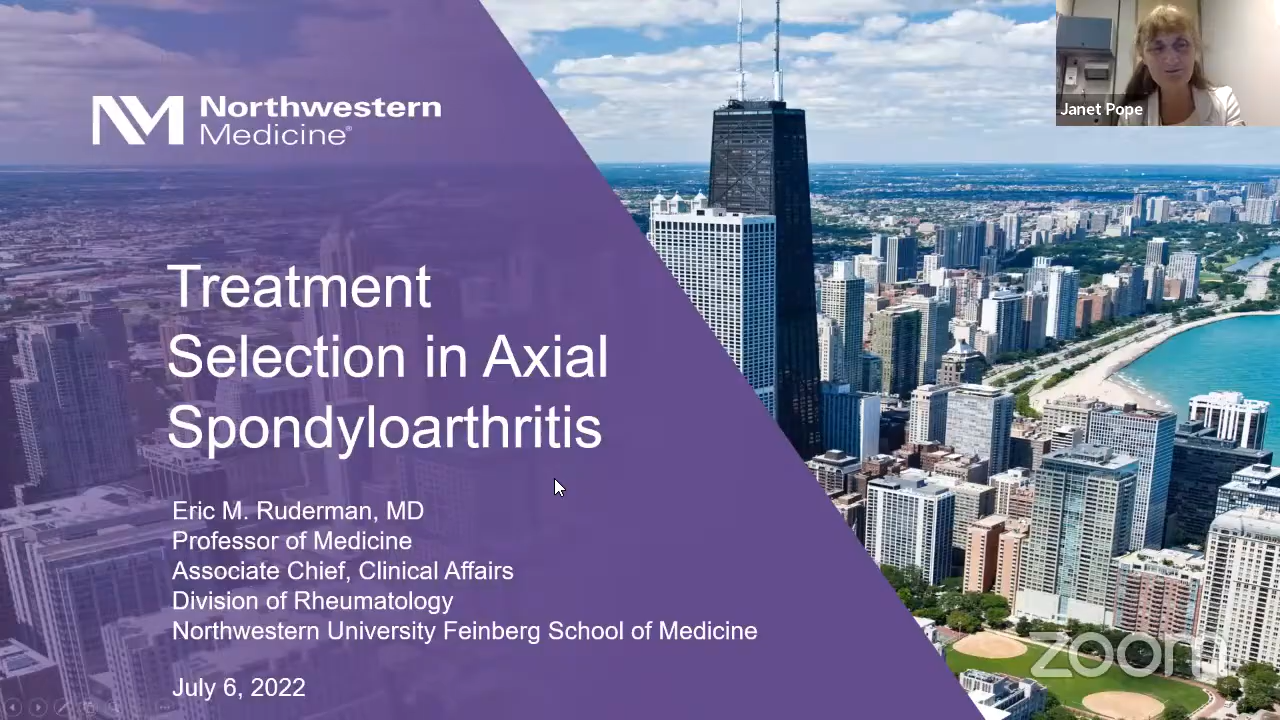 Northwestern
Medicine®
Janet Pope
Treatment
Selection in Axial
Spondyloarthritis
Eric M. Ruderman, MD
Professor of Medicine
Associate Chief, Clinical Affairs
Division of Rheumatology
Northwestern University Feinberg School of Medicine
July 6, 2022
zoom